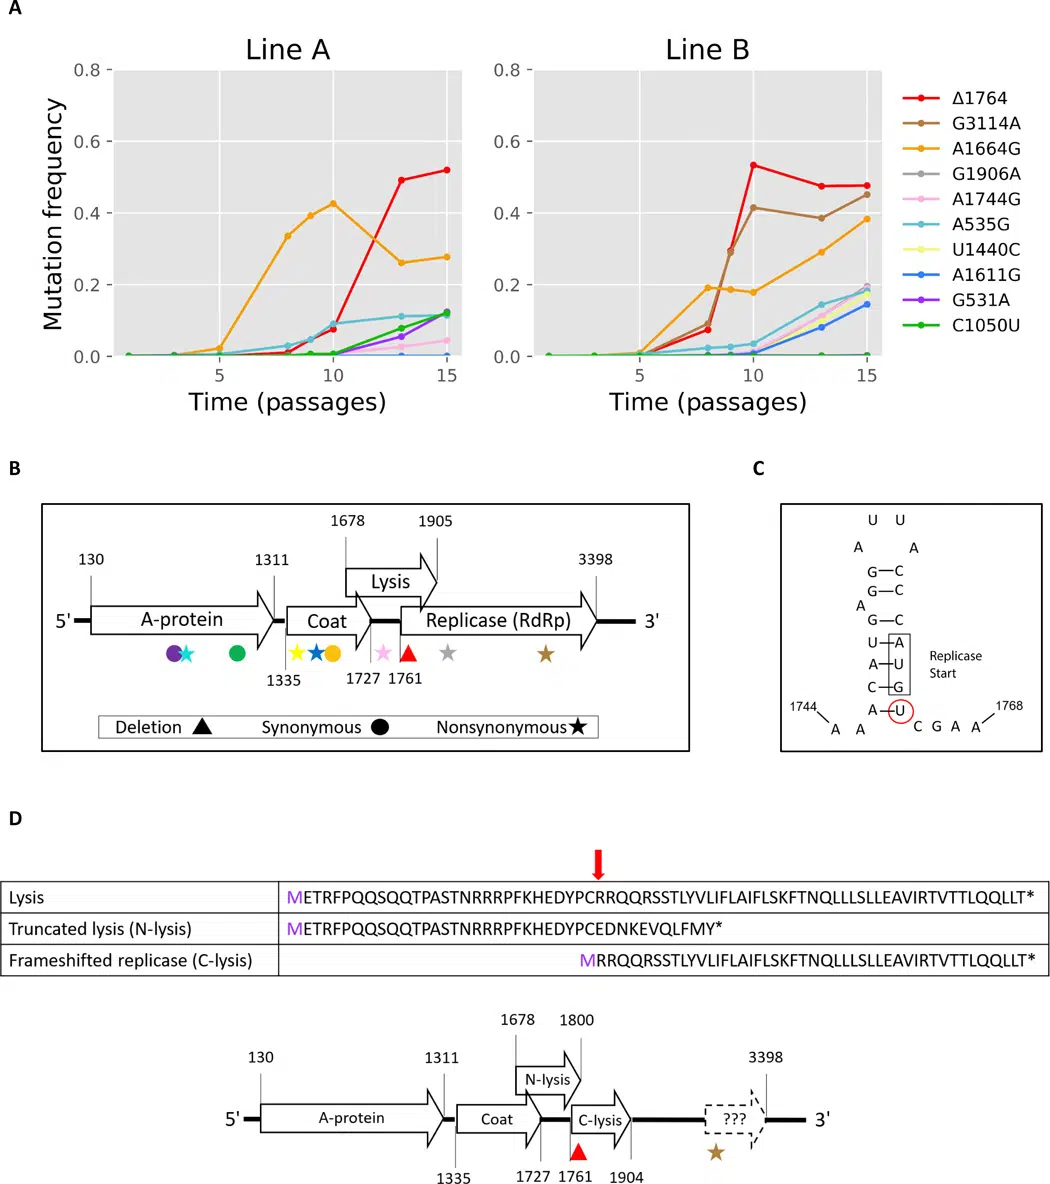 A
Line A
Line B
Mutation frequency
0.8
0.6
0.4
0.2
0.0
5
10
15
Time (passages)
0.8
0.6
0.4
0.2
0.0
5
10
15
Time (passages)
Δ1764
G3114A
A1664G
G1906A
A1744G
A535G
U1440C
A1611G
G531A
C1050U
B
1678
1905
130
1311
3398
Lysis
5'
A-protein
Coat
Replicase (RdRp)
3'
1335
1727
1761
Deletion
Synonymous
Nonsynonymous
C
U U
A A
G C
G C
A
G C
U A
A U
C G
A U
Replicase
Start
1744
1768
A A
C G A A
D
Lysis
METRFPQQSQQTPASTNRRRPFKHEDYPCRRQQRSSTLYVLIFLAIFLSKFTNQLLLSLLEAVIRTVTTLQQLLT*
Truncated lysis (N-lysis)
METRFPQQSQQTPASTNRRRPFKHEDYPCEDNKEVQLFMY*
Frameshifted replicase (C-lysis)
MRRQQRSSTLYVLIFLAIFLSKFTNQLLLSLLEAVIRTVTTLQQLLT*
1678
1800
130
1311
3398
N-lysis
5'
A-protein
Coat
C-lysis
???
3'
1335
1727
1761
1904